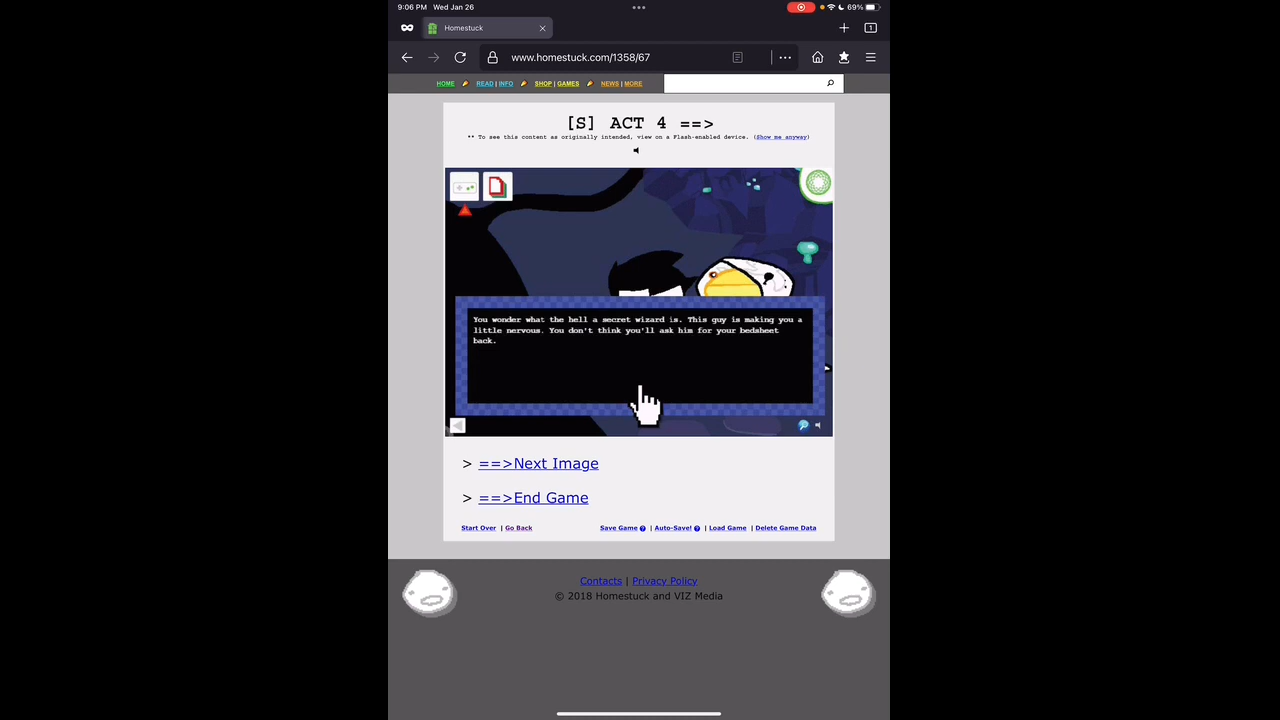 9:06 PM Wed Jan 26
69%
Homestuck
1
www.homestuck.com/1358/67
HOME READ | INFO SHOP | GAMES NEWS | MORE
[S] ACT 4 ==>
** To see this content as originally intended, view on a Flash-enabled device. (Show me anyway)
You wonder what the hell a secret wizard is. This guy is making you a
little nervous. You don't think you'll ask him for your bedsheet
back.
> ==>Next Image
> ==>End Game
Start Over | Go Back Save Game ? | Auto-Save! ? | Load Game | Delete Game Data
Contacts | Privacy Policy
© 2018 Homestuck and VIZ Media